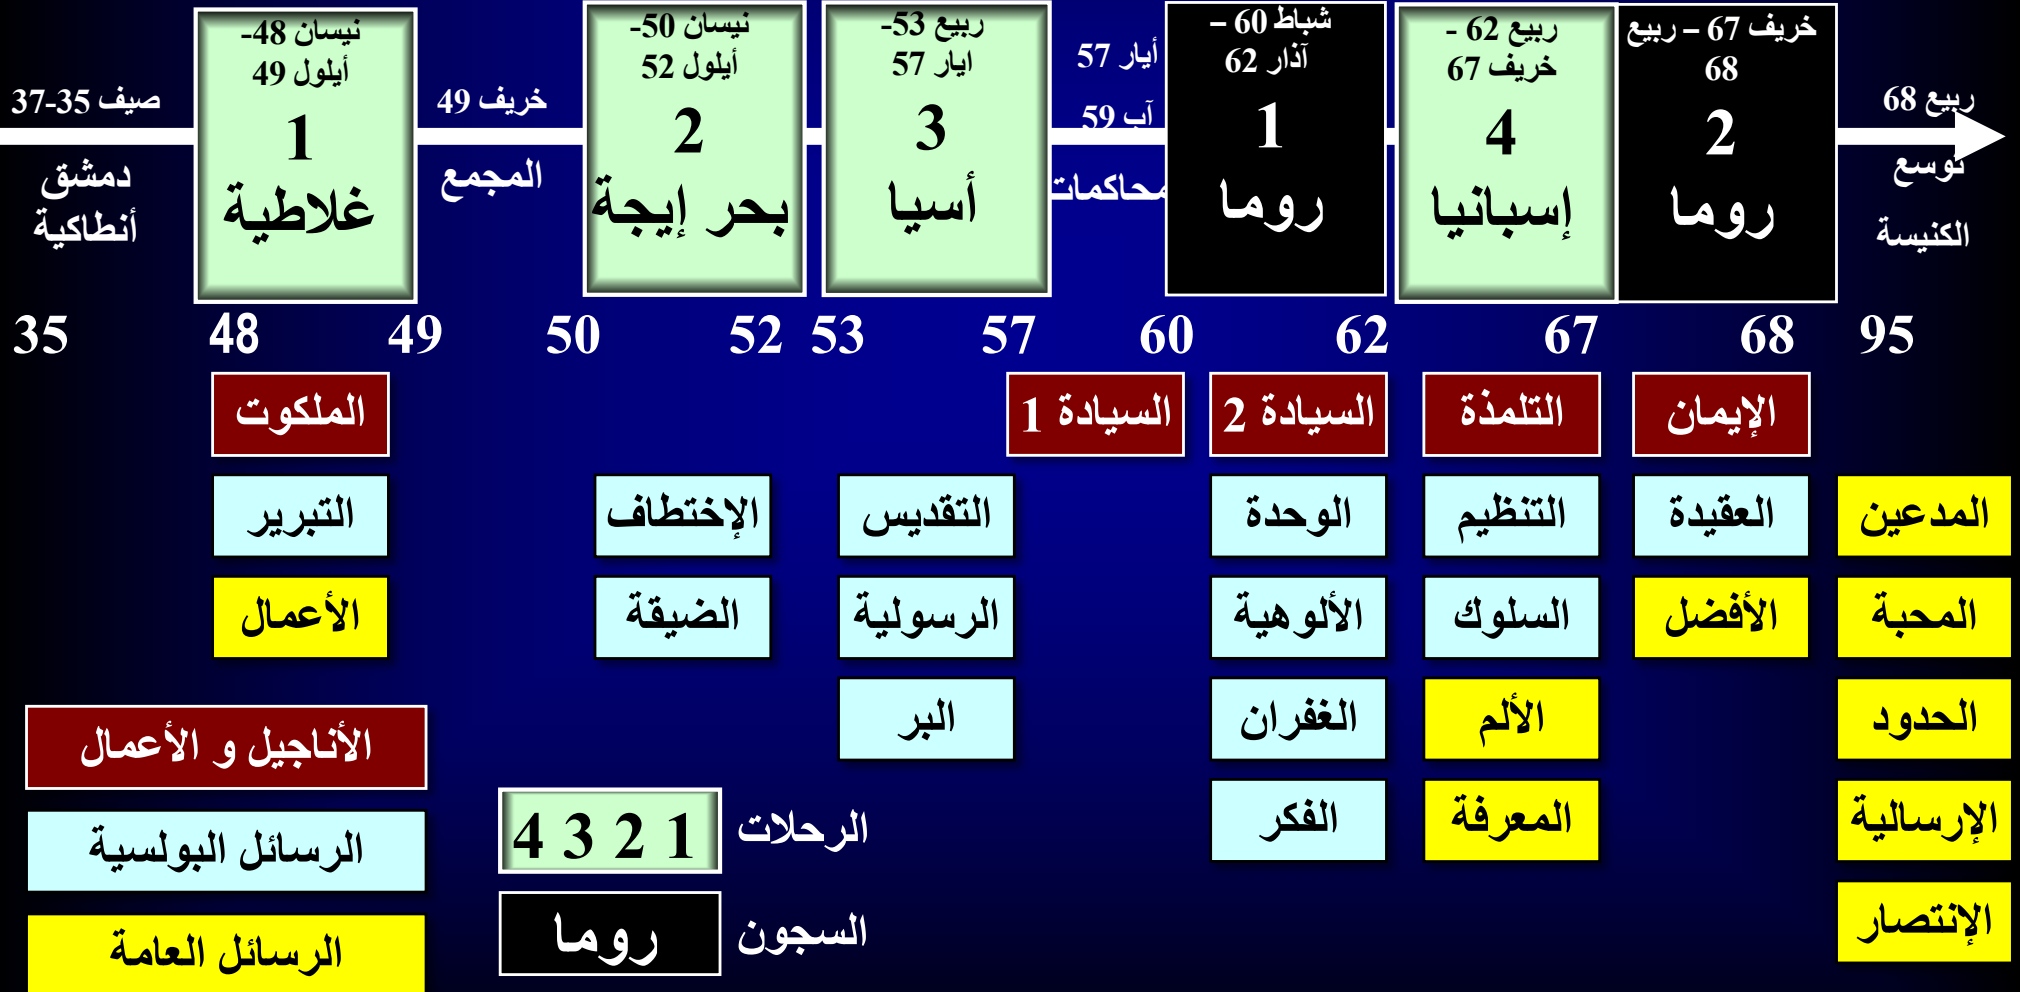 صيف 35-37
دمشق
أنطاكية
نيسان 48-
أيلول 49
1
غلاطية
خريف 49
المجمع
نيسان 50-
أيلول 52
2
بحر إيجة
ربيع 53-
ايار 57
3
أسيا
أيار 57
آب 59
محاكمات
شباط 60 –
آذار 62
1
روما
ربيع 62 -
خريف 67
4
إسبانيا
خريف 67 – ربيع
68
2
روما
ربيع 68
توسع
الكنيسة
35 48 49 50 52 53 57 60 62 67 68 95
الملكوت
السيادة 1
السيادة 2
التلمذة
الإيمان
التبرير
الإختطاف
التقديس
الوحدة
التنظيم
العقيدة
المدعين
الأعمال
الضيقة
الرسولية
الألوهية
السلوك
الأفضل
المحبة
البر
الغفران
الألم
الحدود
الفكر
المعرفة
الإرسالية
الإنتصار
الأناجيل و الأعمال
الرسائل البولسية
الرسائل العامة
4 3 2 1
الرحلات
روما
السجون